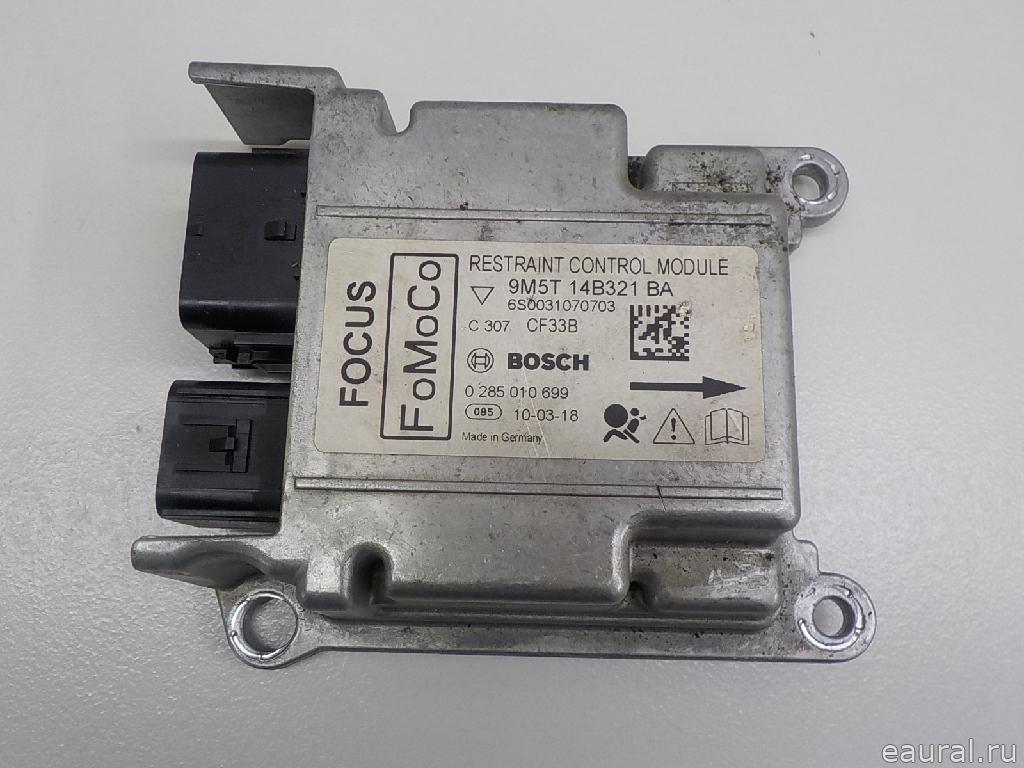 FOCUS
FoMoCo
RESTRAINT CONTROL MODULE
9M5T 14B321 BA
6S0031070703
C 307 CF33B
BOSCH
0 285 010 699
085 10-03-18
Made in Germany
eaural.ru